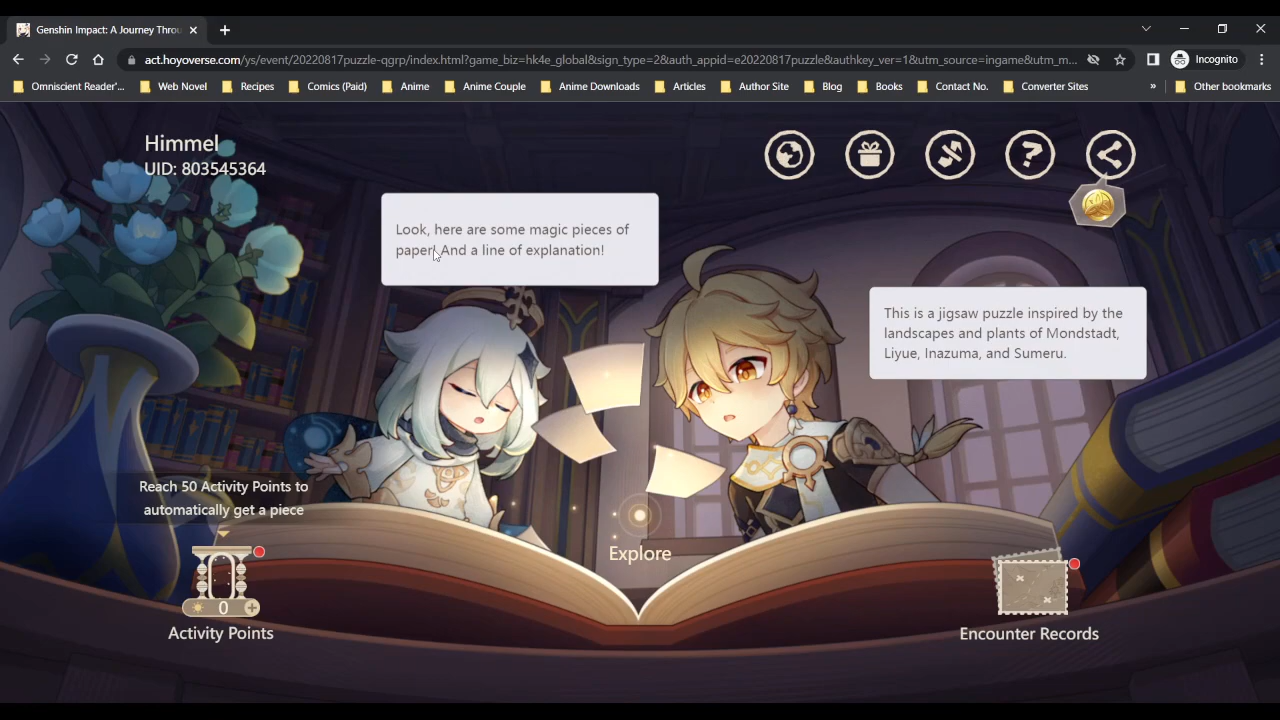 Genshin Impact: A Journey Throu
act.hoyoverse.com/ys/event/20220817puzzle-qgrp/index.html?game_biz=hk4e_global&sign_type=2&auth_appid=e20220817puzzle&authkey_ver=1&utm_source=ingame&utm_m...
Incognito
Omniscient Reader'...
Web Novel
Recipes
Comics (Paid)
Anime
Anime Couple
Anime Downloads
Articles
Author Site
Blog
Books
Contact No.
Converter Sites
»
Other bookmarks
Himmel
UID: 803545364
Look, here are some magic pieces of
paper! And a line of explanation!
This is a jigsaw puzzle inspired by the
landscapes and plants of Mondstadt,
Liyue, Inazuma, and Sumeru.
Reach 50 Activity Points to
automatically get a piece
0
Activity Points
Explore
Encounter Records